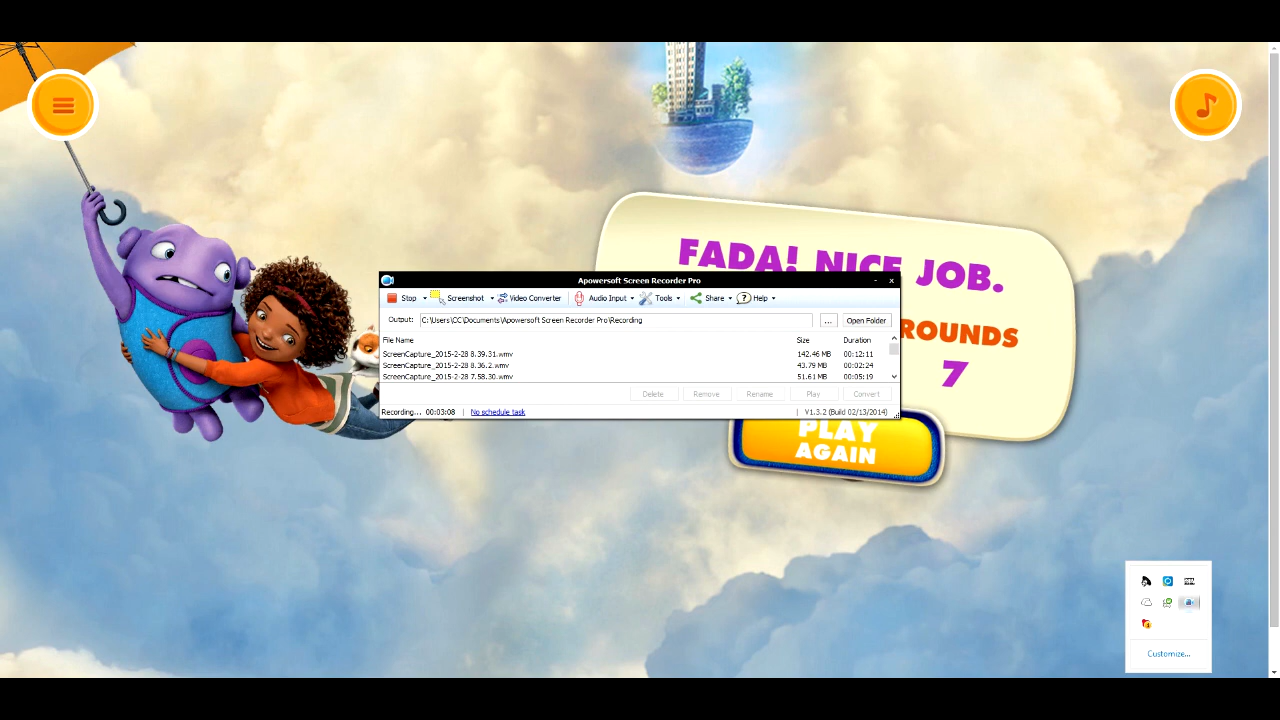 FADA! NICE JOB.
ROUNDS
7
PLAY
AGAIN
Apowersoft Screen Recorder Pro
Stop Screenshot Video Converter Audio Input Tools Share Help
Output: C:\Users\CC\Documents\Apowersoft Screen Recorder Pro\Recording ... Open Folder
File Name Size Duration
ScreenCapture_2015-2-28 8.39.31.wmv 142.46 MB 00:12:11
ScreenCapture_2015-2-28 8.36.2.wmv 43.79 MB 00:02:24
ScreenCapture_2015-2-28 7.58.30.wmv 51.61 MB 00:05:19
Delete Remove Rename Play Convert
Recording... 00:03:08 | No schedule task | V1.3.2 (Build 02/13/2014)
Customize...